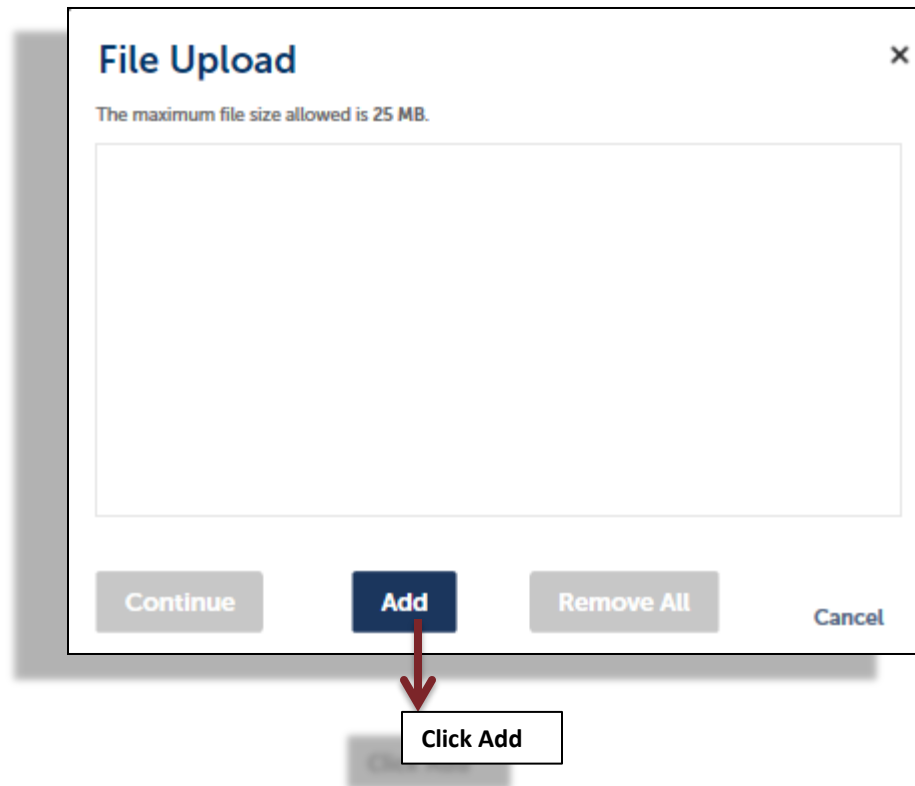 File Upload ×
The maximum file size allowed is 25 MB.
Continue Add Remove All Cancel
Click Add